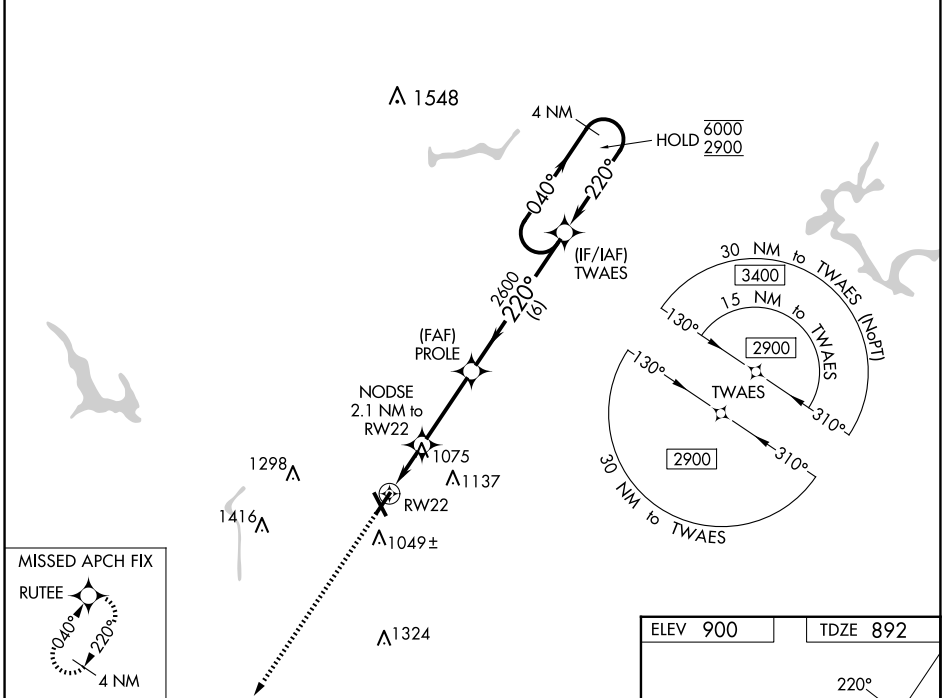 1548
4 NM
HOLD 6000
2900
040°
220°
(IF/IAF)
TWAES
2600
220°
(6)
(FAF)
PROLE
NODSE
2.1 NM to
RW22
1075
1298
1137
1416
RW22
1049±
1324
30 NM to TWAES (NoPT)
3400
15 NM to TWAES
130°
2900
310°
TWAES
130°
310°
2900
30 NM to TWAES
MISSED APCH FIX
RUTEE
040°
220°
4 NM
ELEV 900
TDZE 892
220°